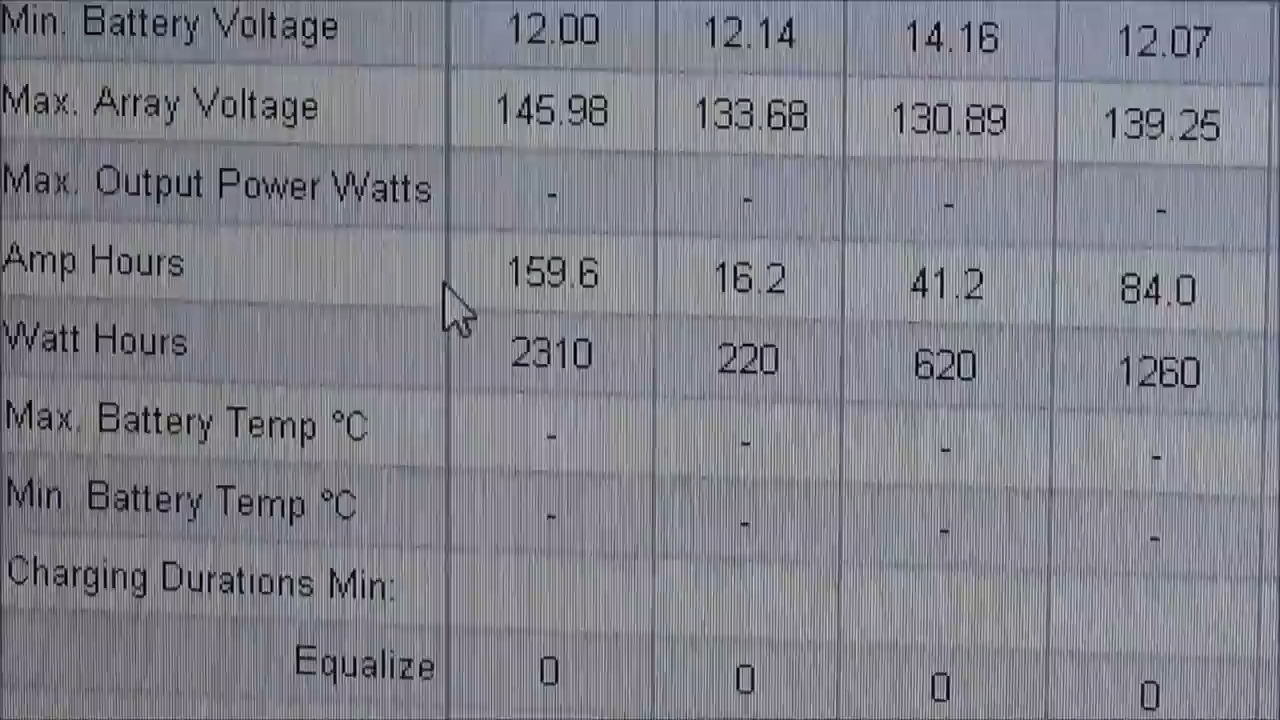 Min. Battery Voltage 12.00 12.14 14.16 12.07
Max. Array Voltage 145.98 133.68 130.89 139.25
Max. Output Power Watts - - - -
Amp Hours 159.6 16.2 41.2 84.0
Watt Hours 2310 220 620 1260
Max. Battery Temp °C - - - -
Min Battery Temp °C - - - -
Charging Durations Min:
Equalize 0 0 0 0